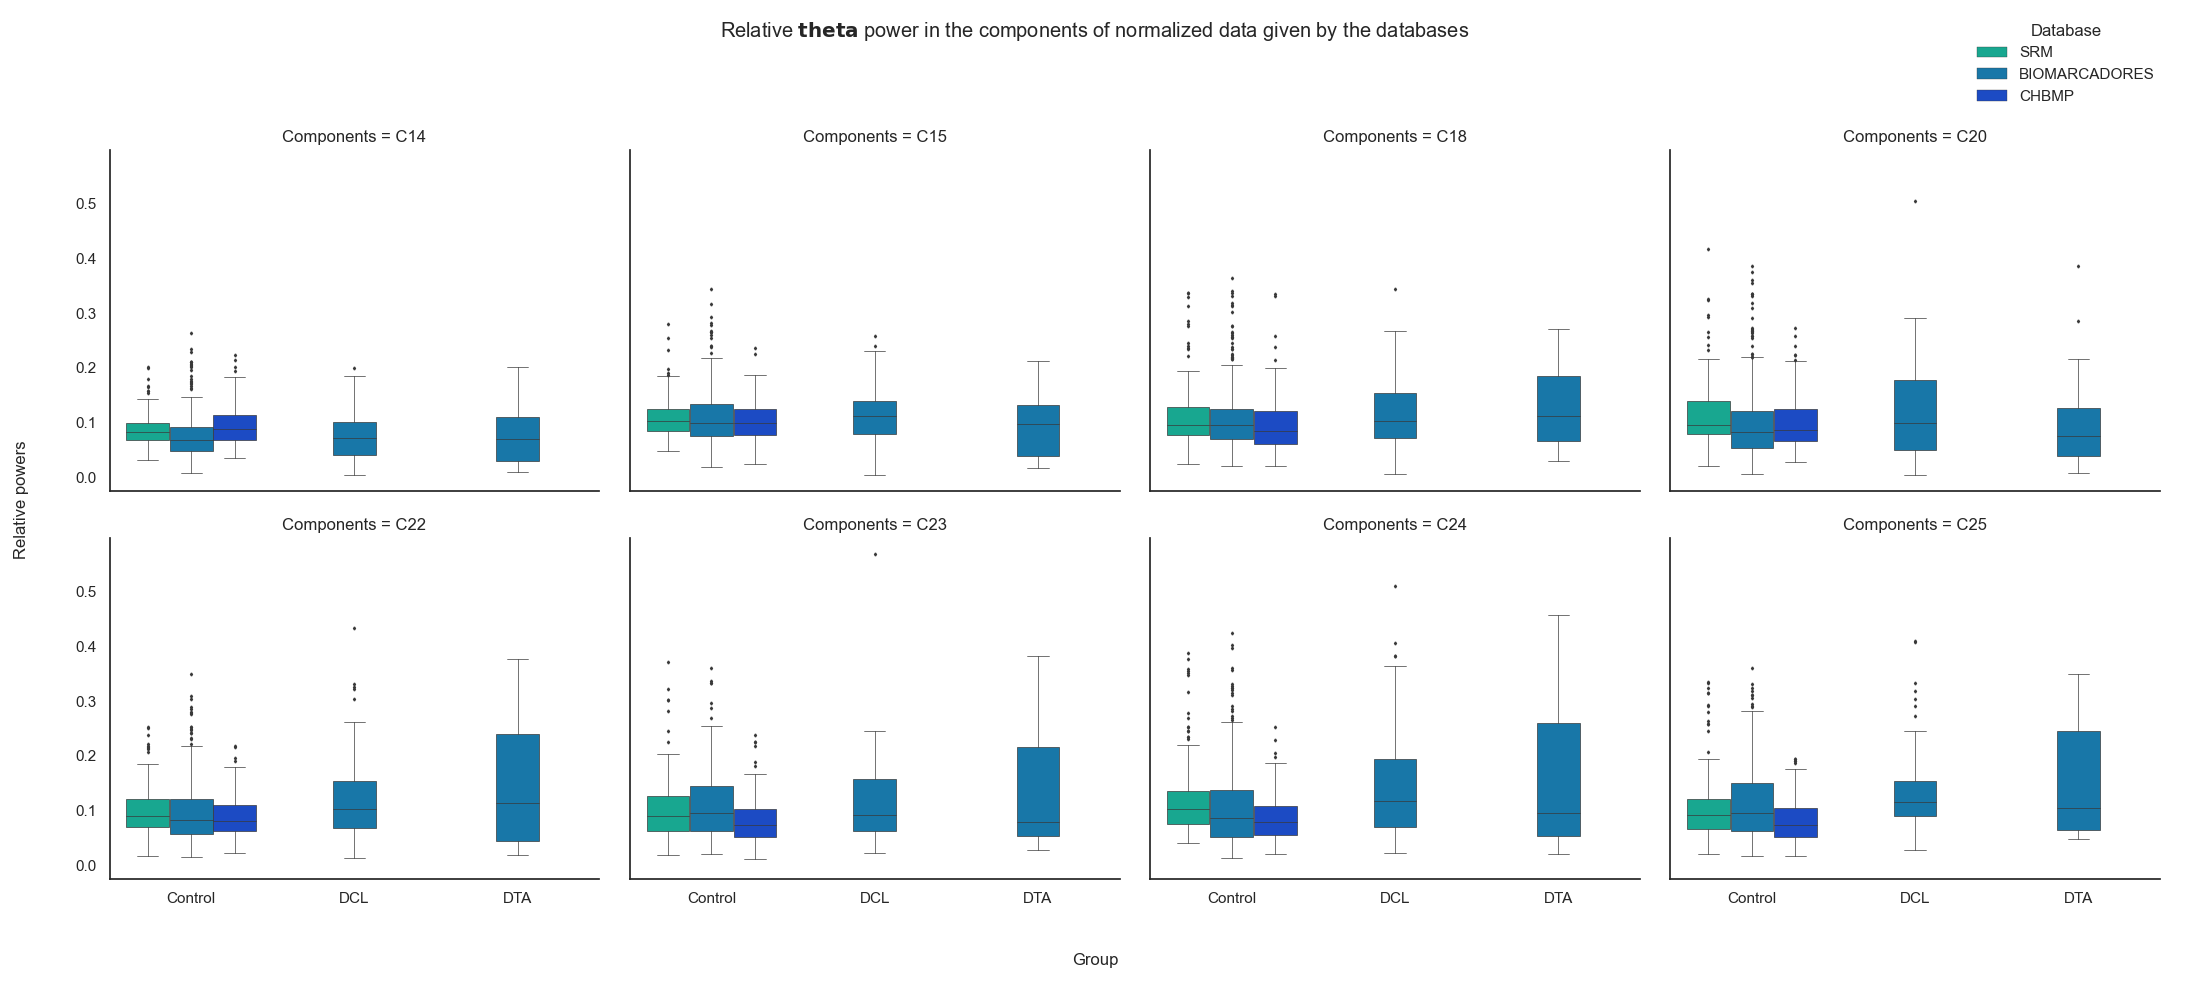 Relative theta power in the components of normalized data given by the databases
Database
SRM
BIOMARCADORES
CHBMP
Components = C14
Components = C15
Components = C18
Components = C20
0.5
0.4
0.3
0.2
0.1
0.0
Relative powers
Components = C22
Components = C23
Components = C24
Components = C25
0.5
0.4
0.3
0.2
0.1
0.0
Control DCL DTA
Control DCL DTA
Control DCL DTA
Control DCL DTA
Group